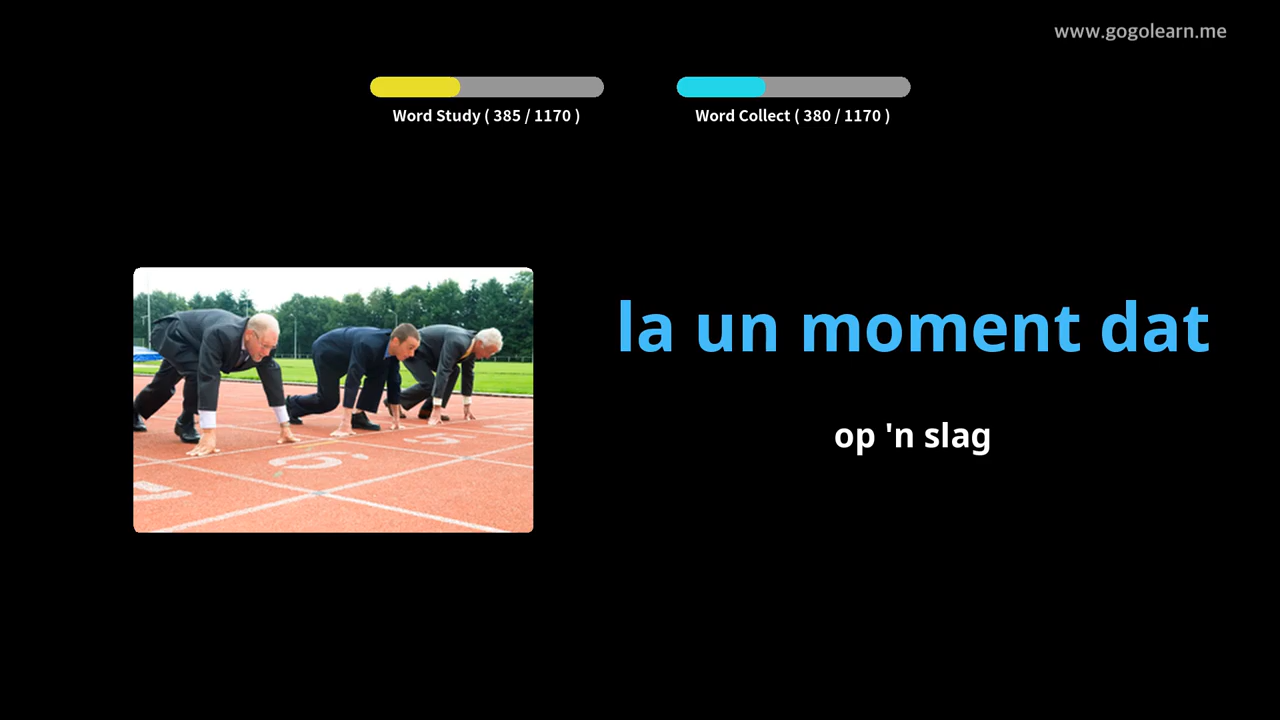 www.gogolearn.me
Word Study ( 385 / 1170 )
Word Collect ( 380 / 1170 )
la un moment dat
op 'n slag